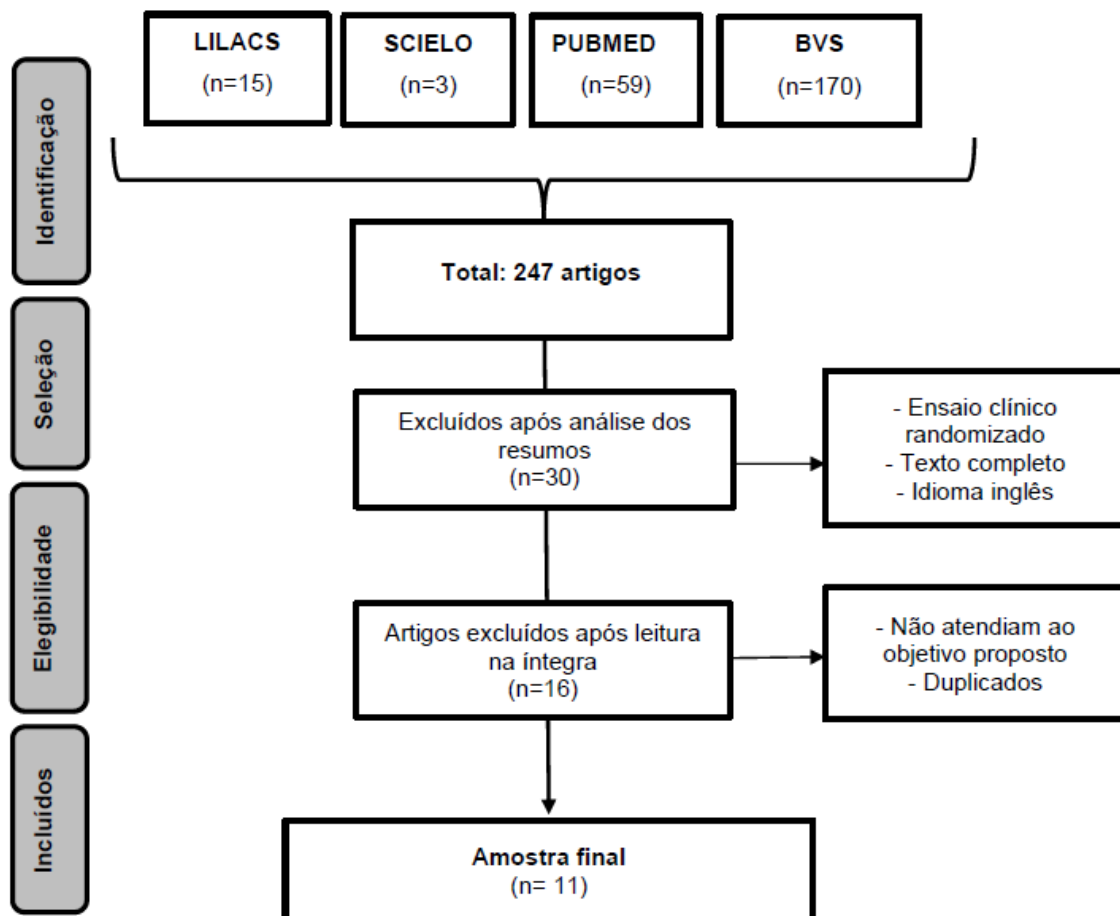 LILACS
(n=15)
SCIELO
(n=3)
PUBMED
(n=59)
BVS
(n=170)
Identificação
Total: 247 artigos
Seleção
Excluídos após análise dos
resumos
(n=30)
- Ensaio clínico
randomizado
- Texto completo
- Idioma inglês
Elegibilidade
Artigos excluídos após leitura
na íntegra
(n=16)
- Não atendiam ao
objetivo proposto
- Duplicados
Incluídos
Amostra final
(n= 11)